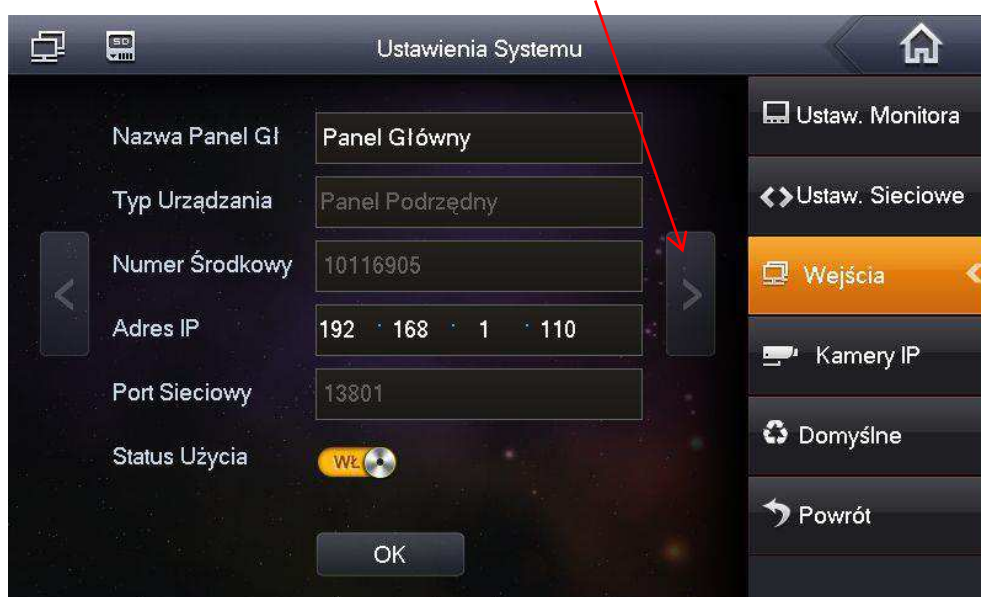 SD
Ustawienia Systemu
Nazwa Panel Gł
Panel Główny
Typ Urządzania
Panel Podrzędny
Numer Środkowy
10116905
Adres IP
192 · 168 · 1 · 110
Port Sieciowy
13801
Status Użycia
WŁ
OK
Ustaw. Monitora
Ustaw. Sieciowe
Wejścia
Kamery IP
Domyślne
Powrót